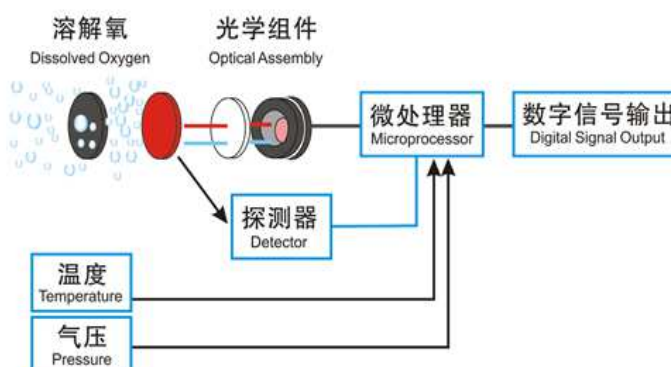 溶解氧
Dissolved Oxygen
光学组件
Optical Assembly
微处理器
Microprocessor
数字信号输出
Digital Signal Output
探测器
Detector
温度
Temperature
气压
Pressure